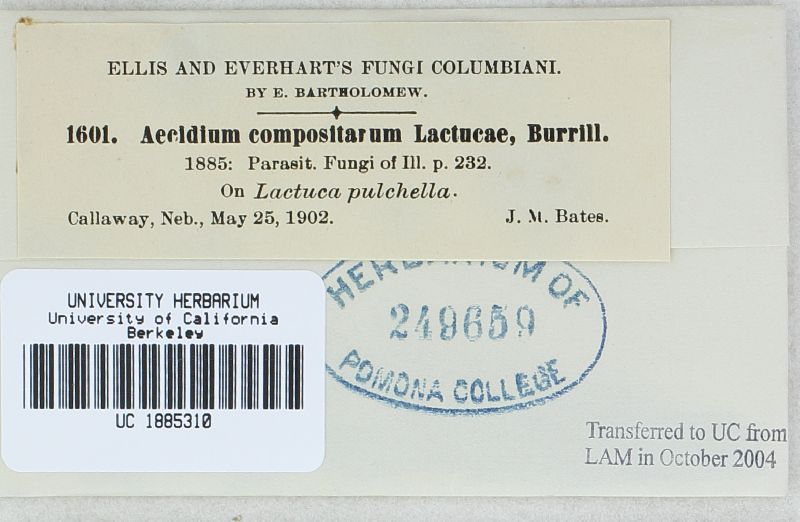 ELLIS AND EVERHART'S FUNGI COLUMBIANI.
BY E. BARTHOLOMEW.
1601. Aecidium compositarum Lactucae, Burrill.
1885: Parasit. Fungi of Ill. p. 232.
On Lactuca pulchella.
Callaway, Neb., May 25, 1902. J. M. Bates.
HERBARIUM OF
249659
POMONA COLLEGE
UNIVERSITY HERBARIUM
University of California
Berkeley
UC 1885310
Transferred to UC from
LAM in October 2004